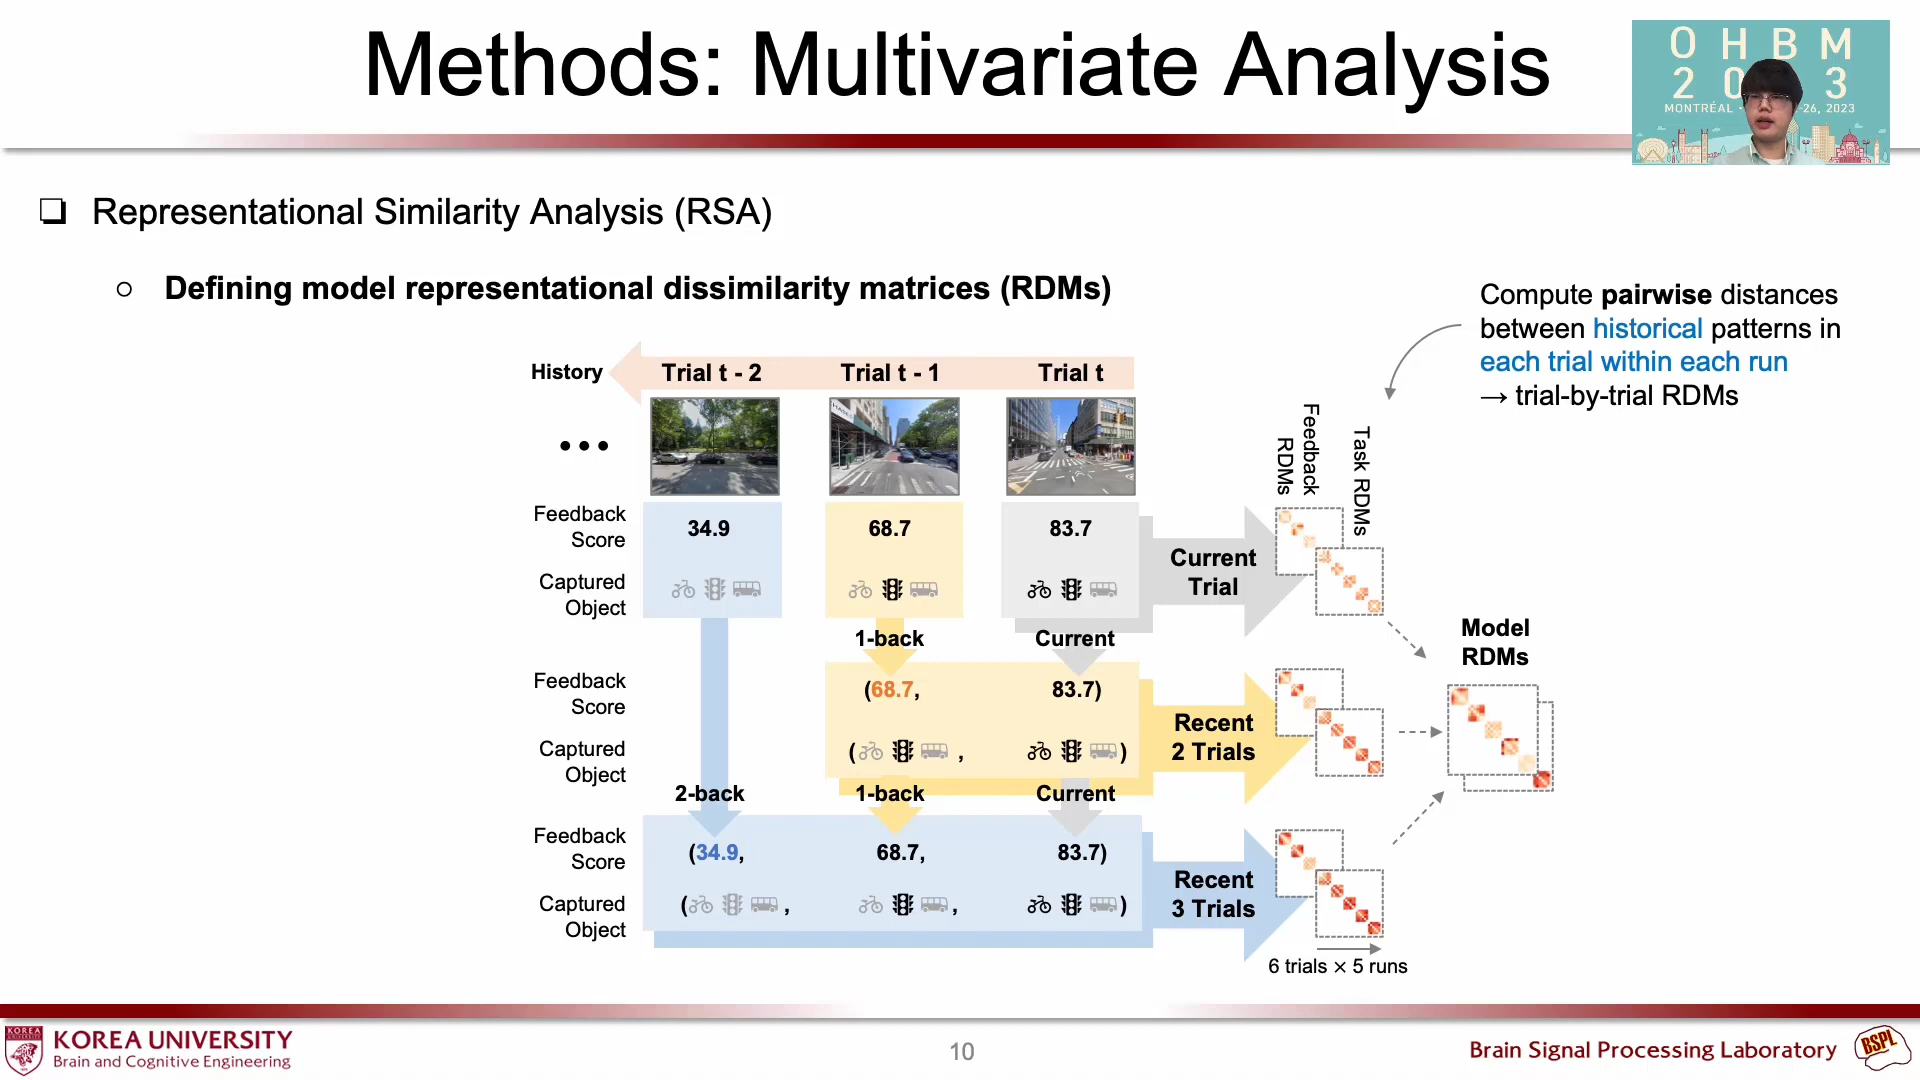 Methods: Multivariate Analysis
O H B M
2 0 3
MONTRÉAL · -26, 2023
Representational Similarity Analysis (RSA)
Defining model representational dissimilarity matrices (RDMs)
Compute pairwise distances
between historical patterns in
each trial within each run
→ trial-by-trial RDMs
History
Trial t - 2
Trial t - 1
Trial t
Feedback
RDMs
Task RDMs
Feedback
Score
34.9
68.7
83.7
Captured
Object
Current
Trial
1-back
Current
Model
RDMs
Feedback
Score
(68.7,
83.7)
Captured
Object
( ,
)
Recent
2 Trials
2-back
1-back
Current
Feedback
Score
(34.9,
68.7,
83.7)
Captured
Object
( ,
,
)
Recent
3 Trials
6 trials × 5 runs
KOREA
KOREA UNIVERSITY
Brain and Cognitive Engineering
10
Brain Signal Processing Laboratory
BSPL